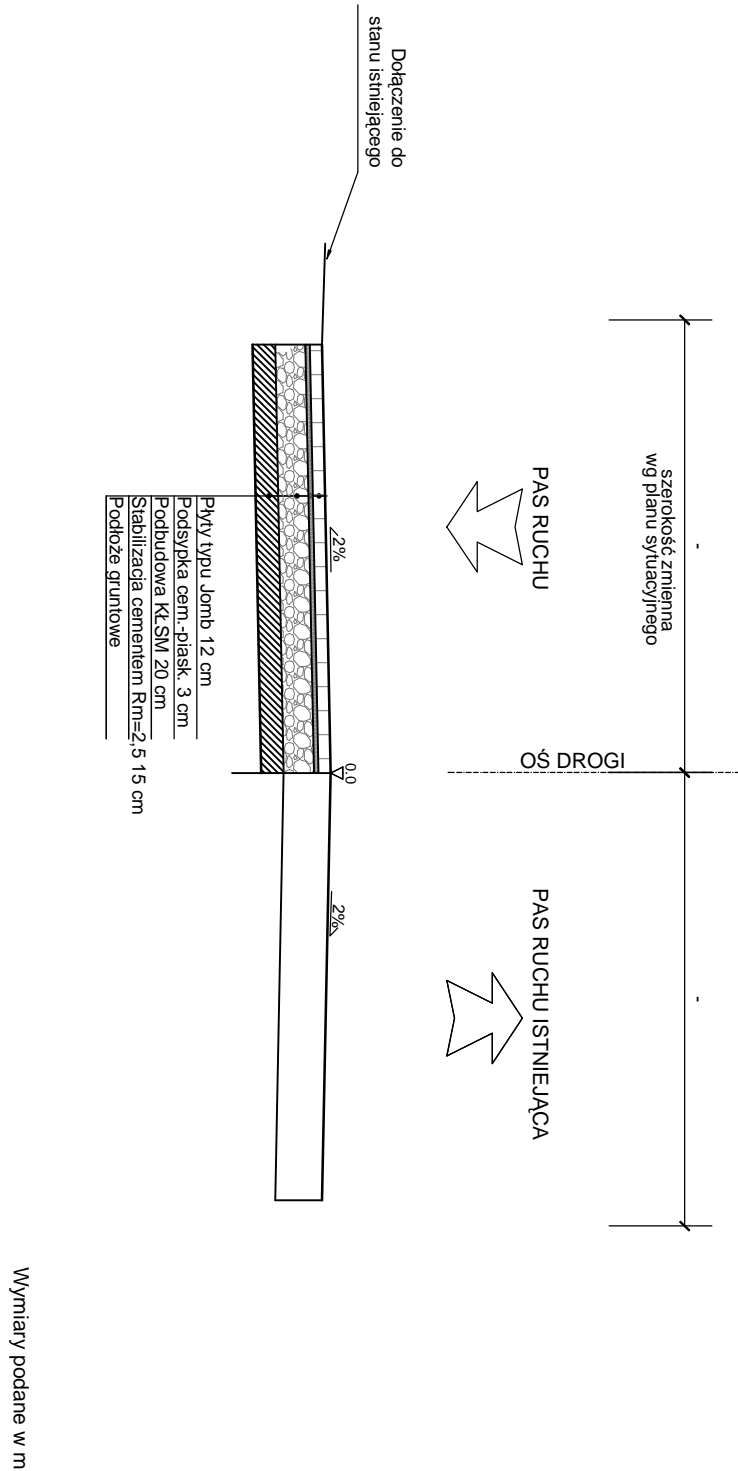 szerokość zmienna
wg planu sytuacyjnego
-
-
OŚ DROGI
PAS RUCHU
PAS RUCHU ISTNIEJĄCA
Dołączenie do
stanu istniejącego
2%
0.0
2%
Płyty typu Jomb 12 cm
Podsypka cem.-piask. 3 cm
Podbudowa KŁSM 20 cm
Stabilizacja cementem Rm=2,5 15 cm
Podłoże gruntowe
Wymiary podane w m